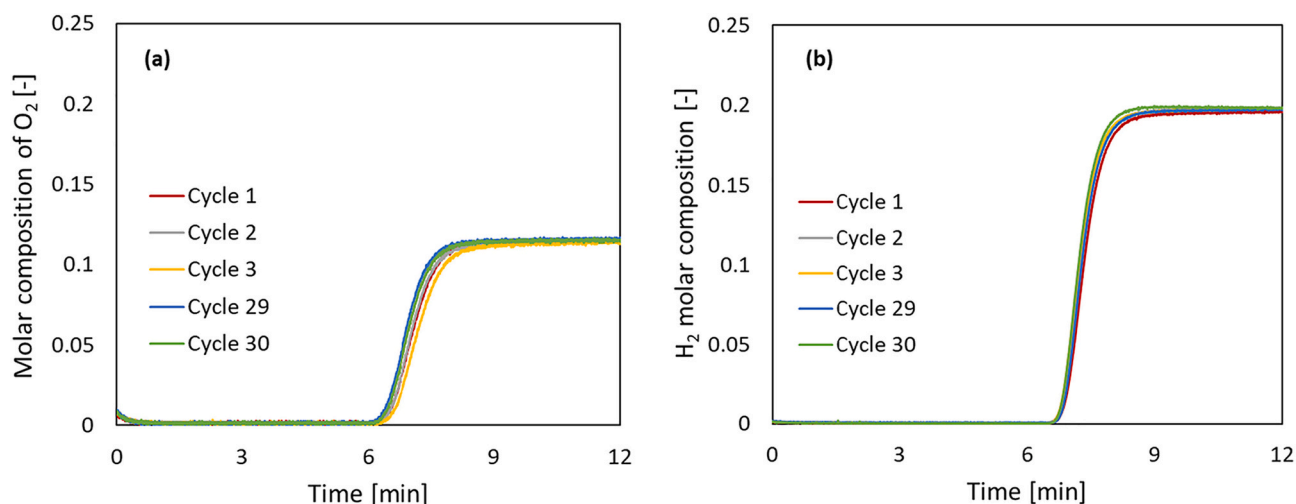 (a)
Molar composition of O2 [-]
0.25
0.2
0.15
0.1
0.05
0
Cycle 1
Cycle 2
Cycle 3
Cycle 29
Cycle 30
0 3 6 9 12
Time [min]
(b)
H2 molar composition [-]
0.25
0.2
0.15
0.1
0.05
0
Cycle 1
Cycle 2
Cycle 3
Cycle 29
Cycle 30
0 3 6 9 12
Time [min]